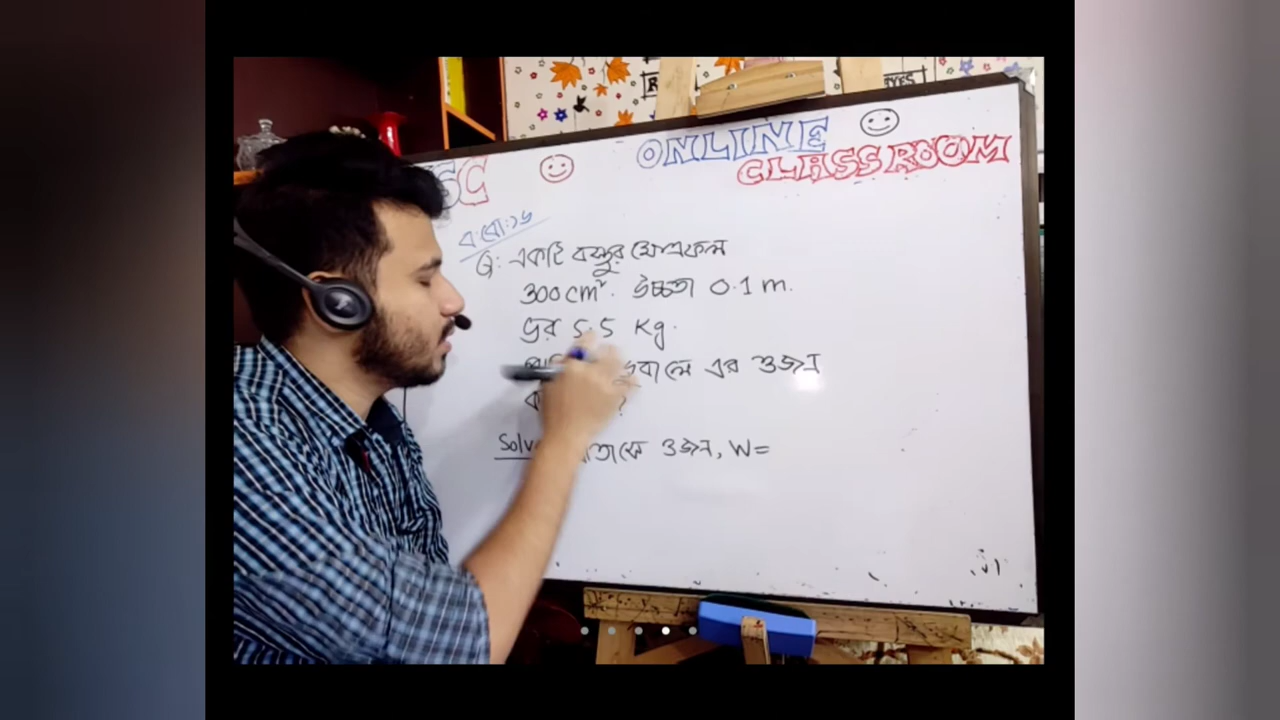 SC
ONLINE
CLASSROOM
ব: বো: ১৬
Q: একটি বস্তুর ক্ষেত্রফল
300 cm². উচ্চতা 0.1 m.
ভর 5.5 Kg.
ডুবালে এর ওজন
?
Solv ওজন, W=